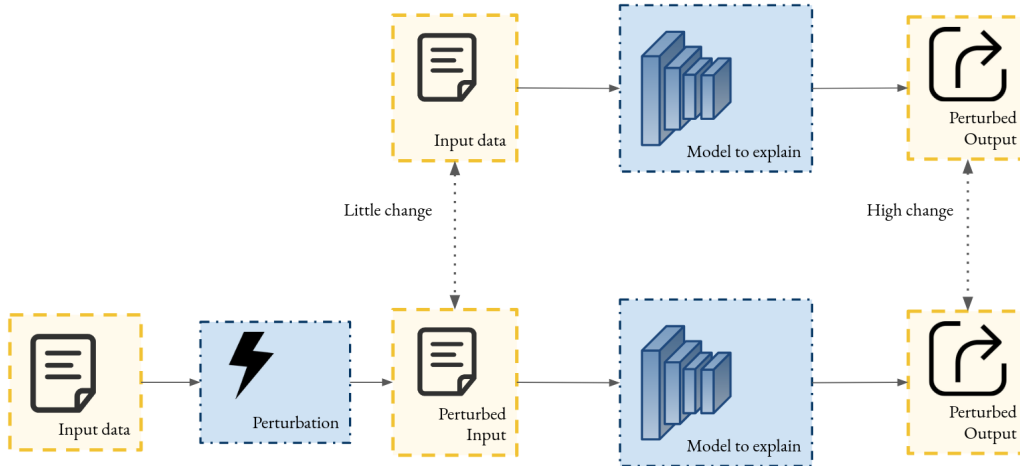 Input data
Model to explain
Perturbed
Output
Little change
High change
Input data
Perturbation
Perturbed
Input
Model to explain
Perturbed
Output